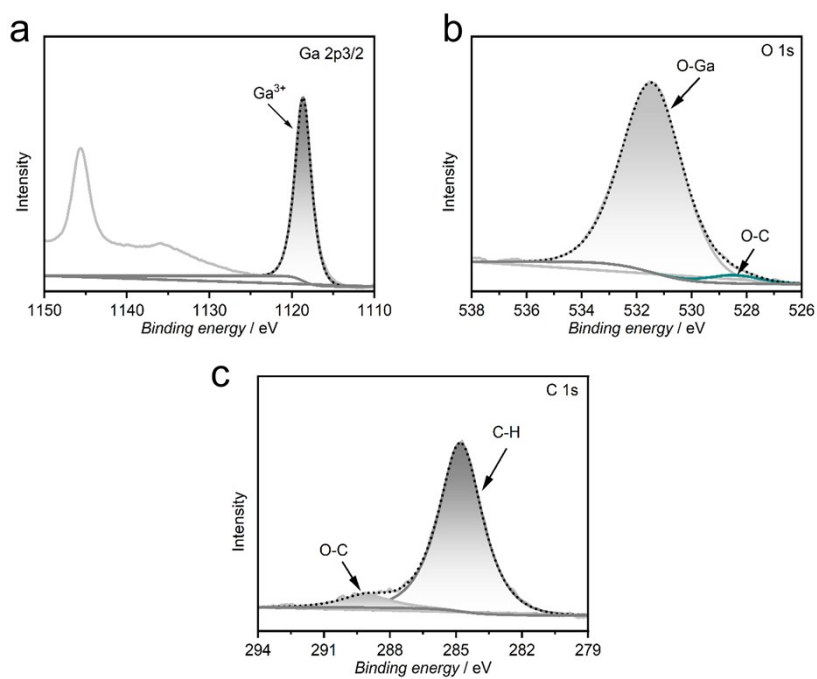 a
Ga 2p3/2
Ga³⁺
Intensity
1150 1140 1130 1120 1110
Binding energy / eV
b
O 1s
O-Ga
O-C
Intensity
538 536 534 532 530 528 526
Binding energy / eV
c
C 1s
C-H
O-C
Intensity
294 291 288 285 282 279
Binding energy / eV